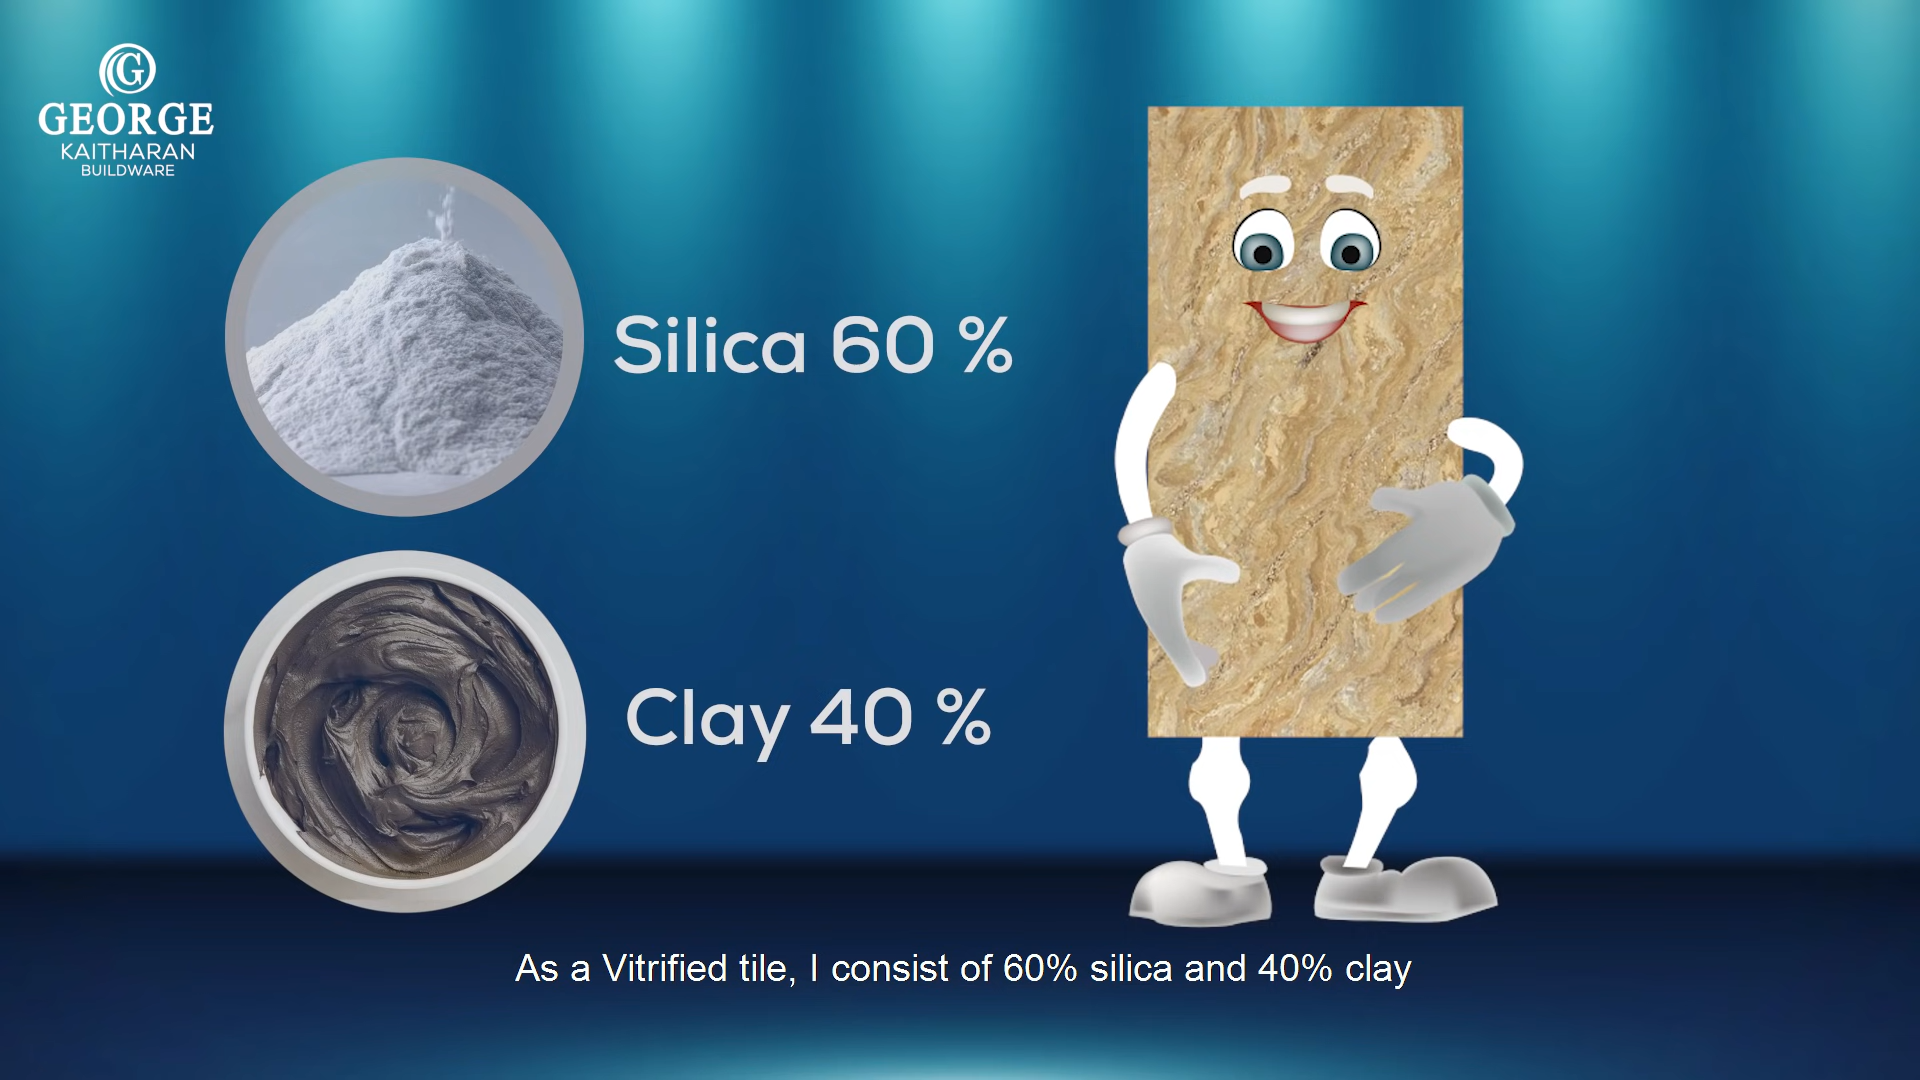 G
GEORGE
KAITHARAN
BUILDWARE
Silica 60 %
Clay 40 %
As a Vitrified tile, I consist of 60% silica and 40% clay